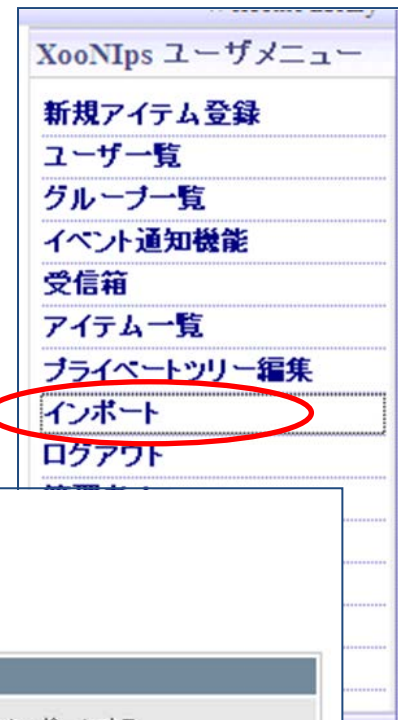 XooNIps ユーザメニュー
新規アイテム登録
ユーザ一覧
グループ一覧
イベント通知機能
受信箱
アイテム一覧
プライベートツリー編集
インポート
ログアウト